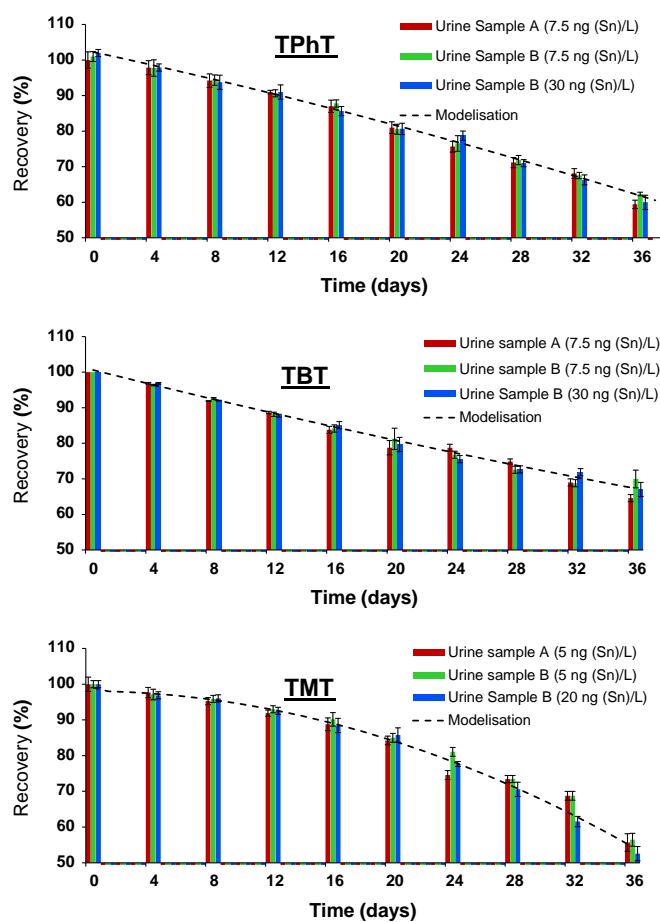 TPhT
Urine Sample A (7.5 ng (Sn)/L)
Urine Sample B (7.5 ng (Sn)/L)
Urine Sample B (30 ng (Sn)/L)
Modelisation
Recovery (%)
110
100
90
80
70
60
50
0 4 8 12 16 20 24 28 32 36
Time (days)
TBT
Urine sample A (7.5 ng (Sn)/L)
Urine sample B (7.5 ng (Sn)/L)
Urine Sample B (30 ng (Sn)/L)
Modelisation
Recovery (%)
110
100
90
80
70
60
50
0 4 8 12 16 20 24 28 32 36
Time (days)
TMT
Urine sample A (5 ng (Sn)/L)
Urine sample B (5 ng (Sn)/L)
Urine Sample B (20 ng (Sn)/L)
Modelisation
Recovery (%)
110
100
90
80
70
60
50
0 4 8 12 16 20 24 28 32 36
Time (days)